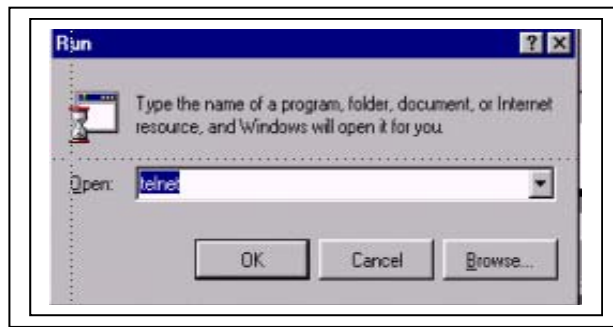 Run
Type the name of a program, folder, document, or Internet
resource, and Windows will open it for you.
Open: telnet
OK Cancel Browse...